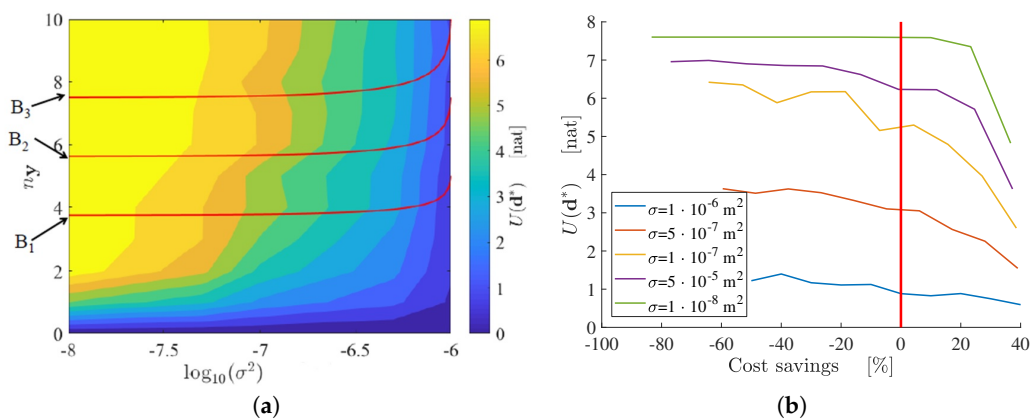 10
8
6
4
2
0
B₃
B₂
B₁
n_y
-8
-7.5
-7
-6.5
-6
log₁₀(σ²)
6
5
4
3
2
1
0
U(d*) [nat]
(a)
8
7
6
5
4
3
2
1
0
U(d*) [nat]
σ=1 · 10⁻⁶ m²
σ=5 · 10⁻⁷ m²
σ=1 · 10⁻⁷ m²
σ=5 · 10⁻⁵ m²
σ=1 · 10⁻⁸ m²
-100
-80
-60
-40
-20
0
20
40
Cost savings [%]
(b)